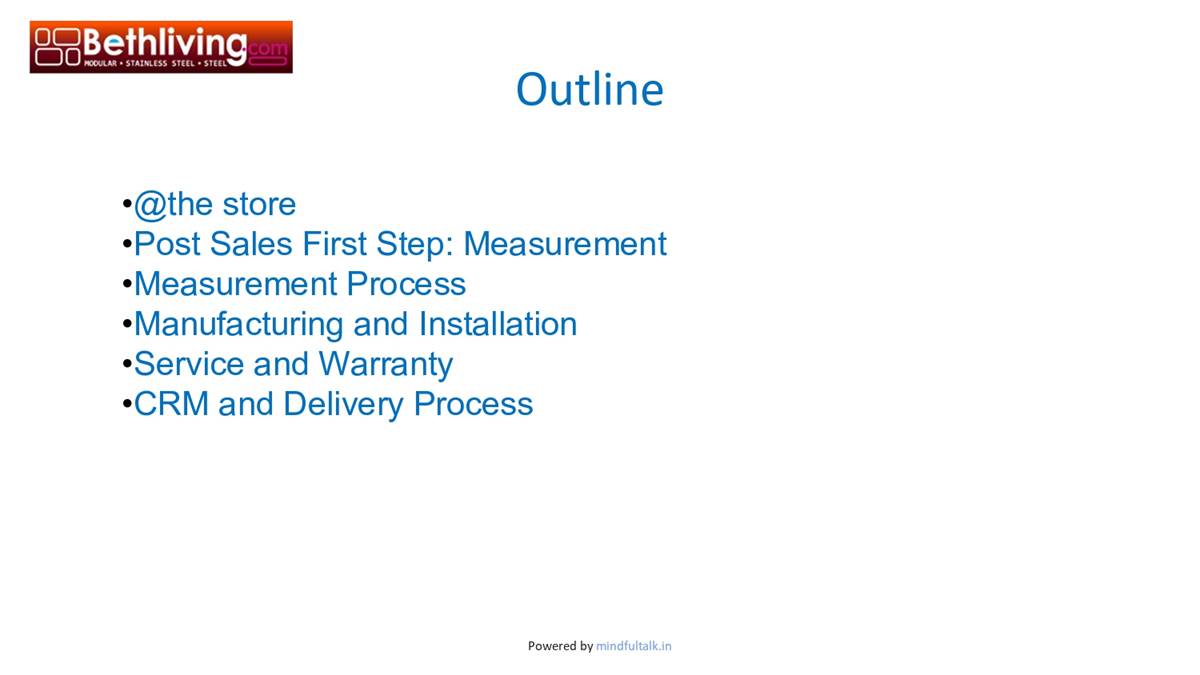 Bethliving.com
MODULAR • STAINLESS STEEL • STEEL
Outline
•@the store
•Post Sales First Step: Measurement
•Measurement Process
•Manufacturing and Installation
•Service and Warranty
•CRM and Delivery Process
Powered by mindfultalk.in